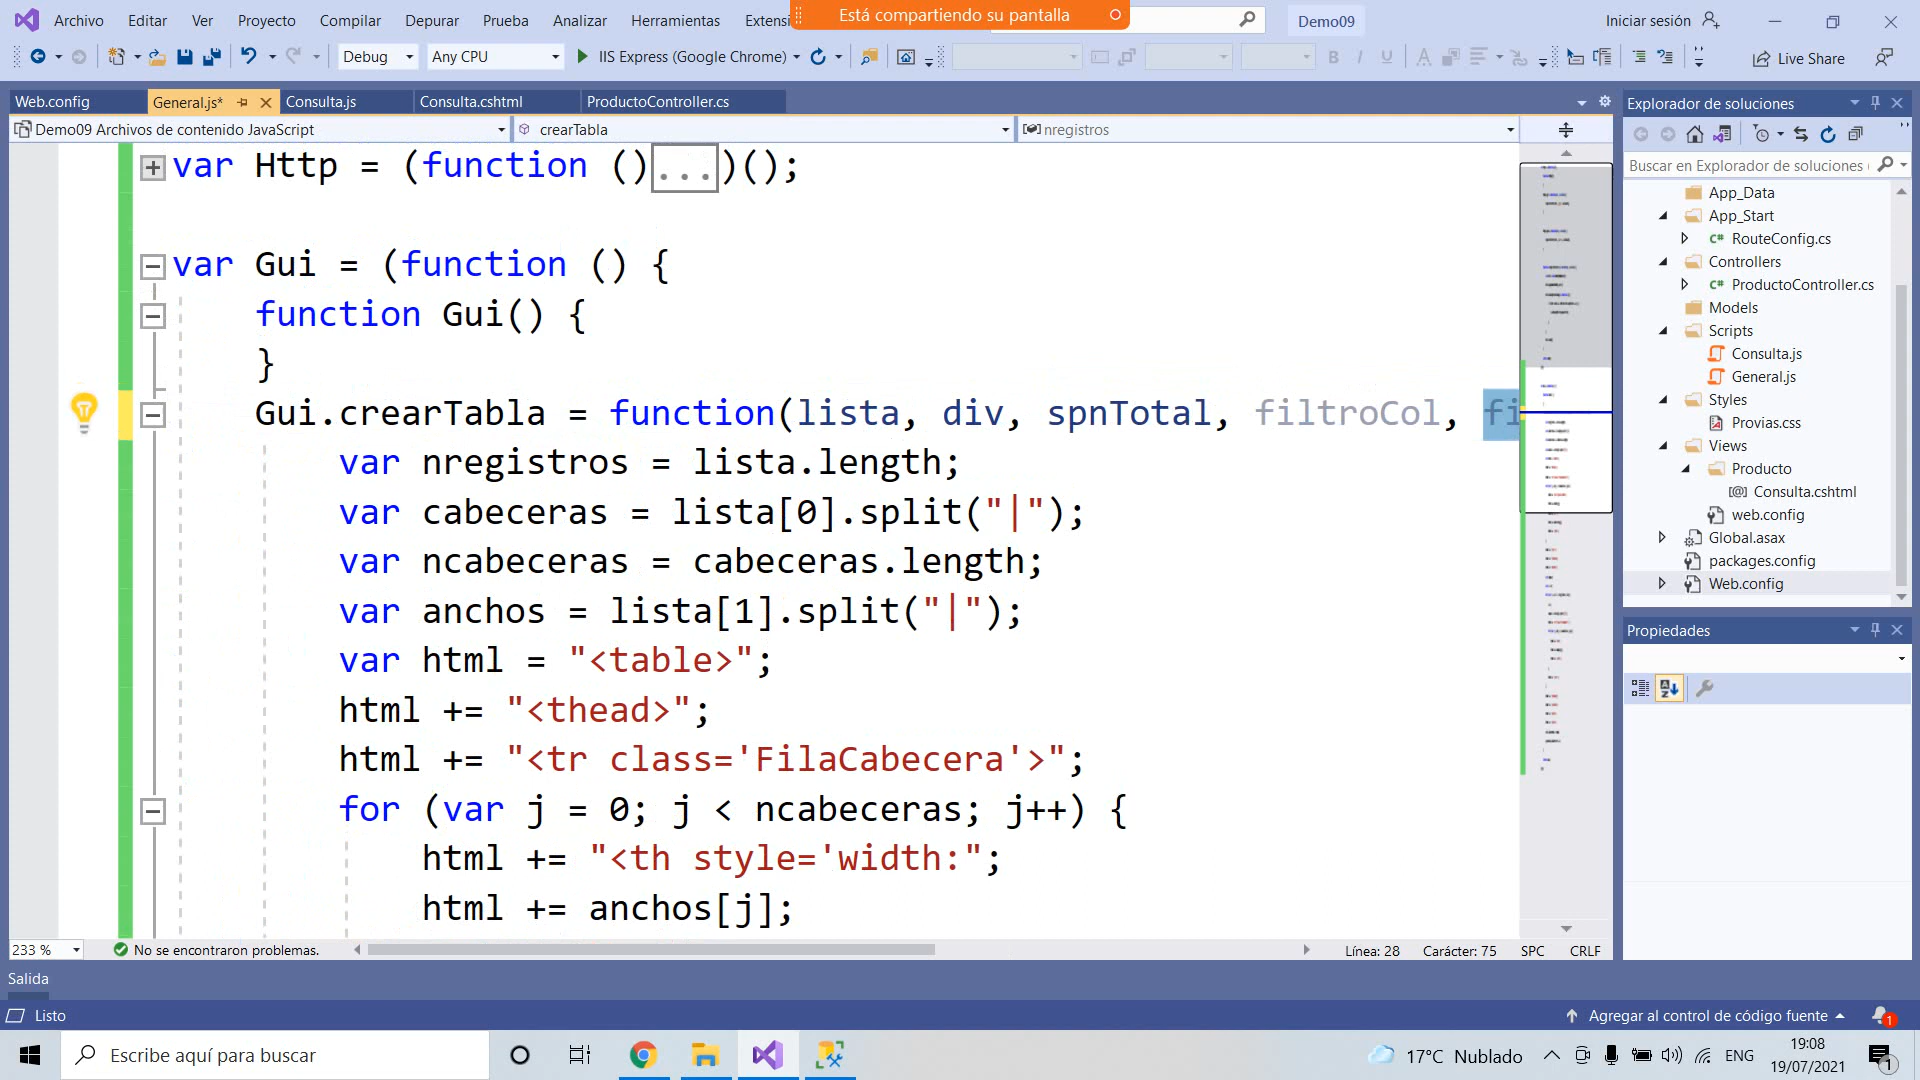 Archivo Editar Ver Proyecto Compilar Depurar Prueba Analizar Herramientas Extensi
Está compartiendo su pantalla
Demo09
Iniciar sesión
Debug Any CPU IIS Express (Google Chrome)
Live Share
Web.config General.js* Consulta.js Consulta.cshtml ProductoController.cs
Demo09 Archivos de contenido JavaScript crearTabla nregistros
var Http = (function ()...)();
var Gui = (function () {
function Gui() {
}
Gui.crearTabla = function(lista, div, spnTotal, filtroCol, fi
var nregistros = lista.length;
var cabeceras = lista[0].split("|");
var ncabeceras = cabeceras.length;
var anchos = lista[1].split("|");
var html = "<table>";
html += "<thead>";
html += "<tr class='FilaCabecera'>";
for (var j = 0; j < ncabeceras; j++) {
html += "<th style='width:";
html += anchos[j];
233 % No se encontraron problemas. Línea: 28 Carácter: 75 SPC CRLF
Explorador de soluciones
Buscar en Explorador de soluciones
App_Data
App_Start
C# RouteConfig.cs
Controllers
C# ProductoController.cs
Models
Scripts
Consulta.js
General.js
Styles
Provias.css
Views
Producto
[@] Consulta.cshtml
web.config
Global.asax
packages.config
Web.config
Propiedades
Salida
Listo
Agregar al control de código fuente
1
Escribe aquí para buscar
17°C Nublado
ENG
19:08
19/07/2021
1